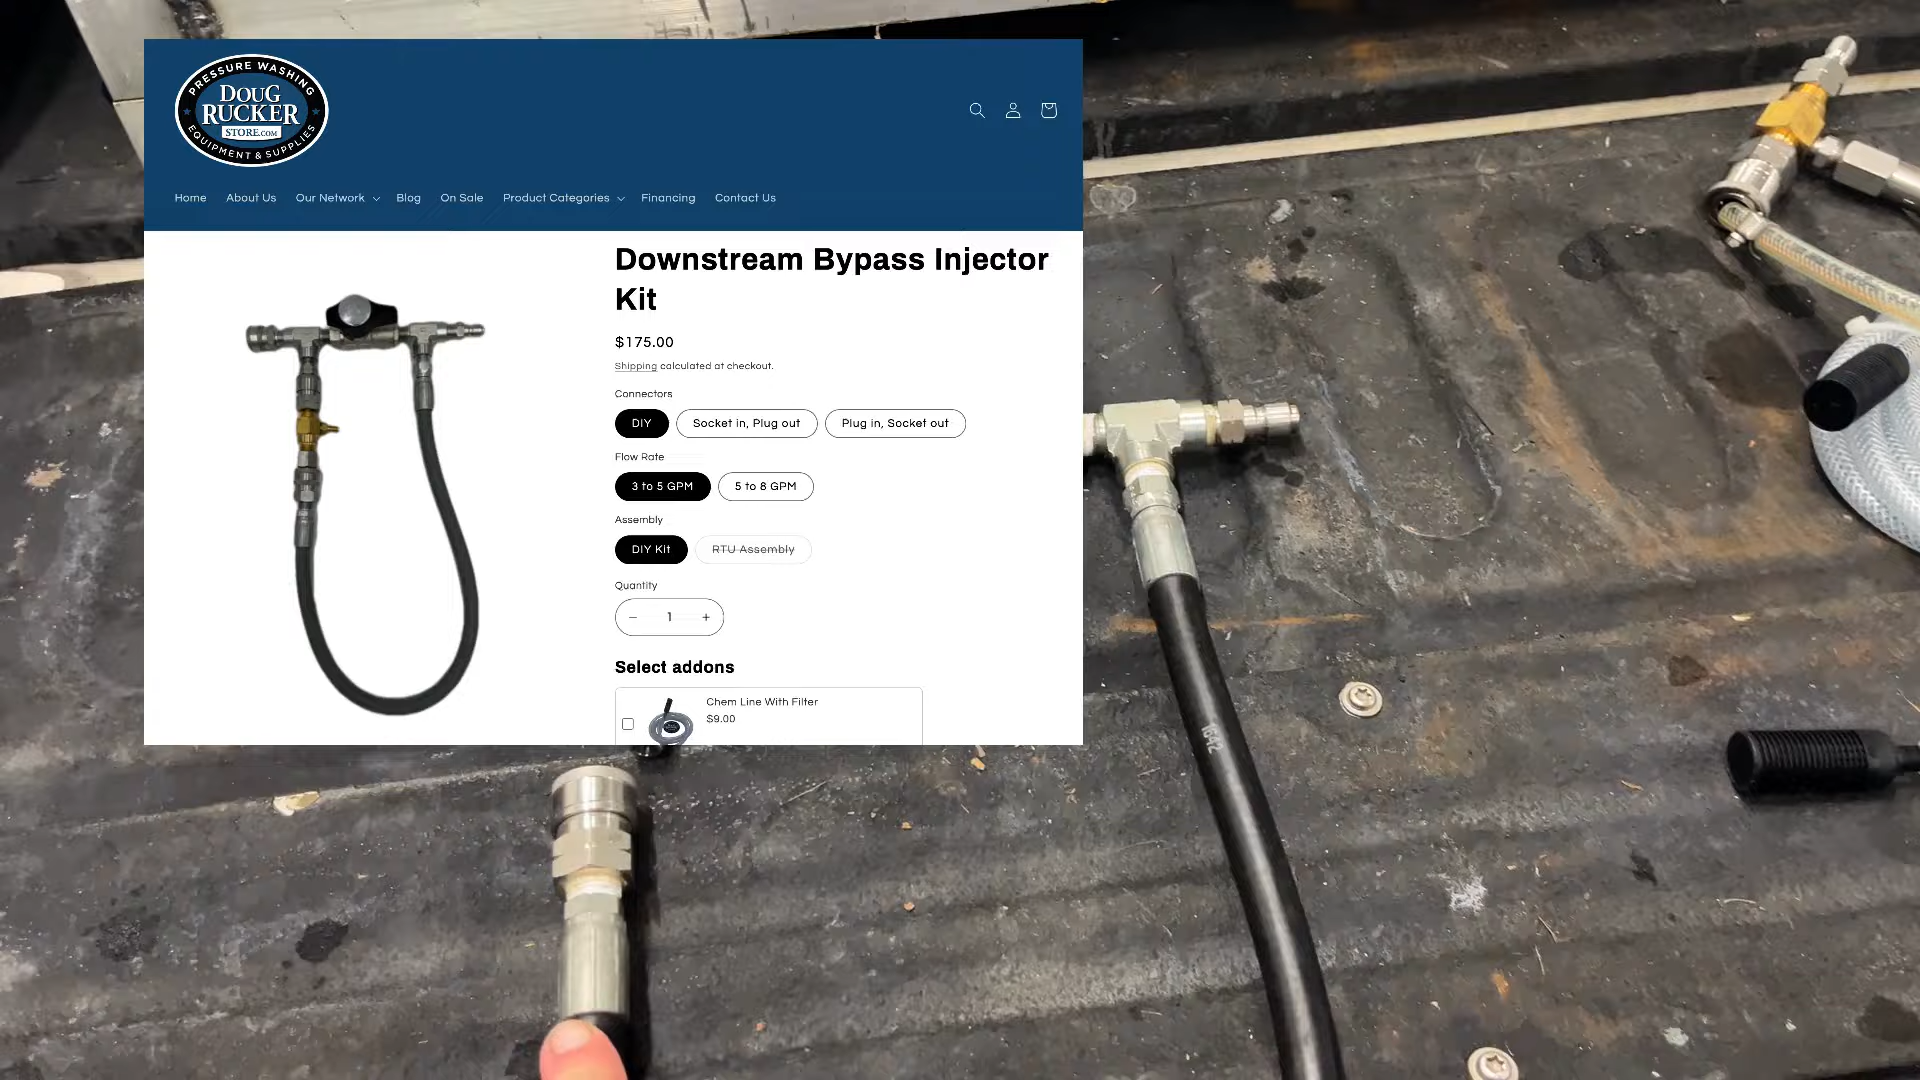 PRESSURE WASHING
DOUG
RUCKER
STORE.COM
EQUIPMENT & SUPPLIES
Home About Us Our Network Blog On Sale Product Categories Financing Contact Us
Downstream Bypass Injector
Kit
$175.00
Shipping calculated at checkout.
Connectors
DIY Socket in, Plug out Plug in, Socket out
Flow Rate
3 to 5 GPM 5 to 8 GPM
Assembly
DIY Kit RTU Assembly
Quantity
− 1 +
Select addons
Chem Line With Filter
$9.00
1642